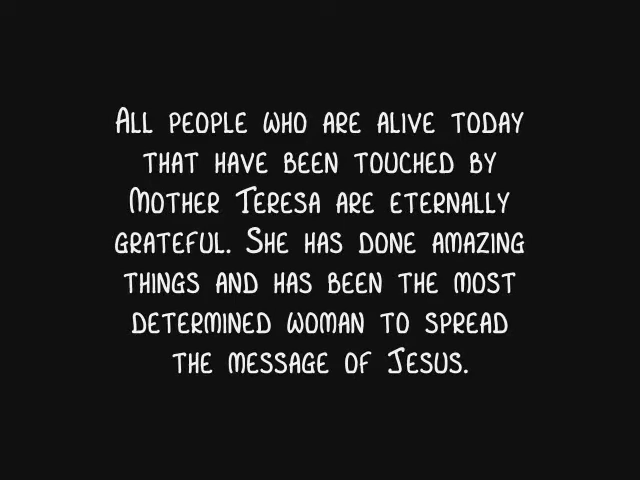 All people who are alive today
that have been touched by
Mother Teresa are eternally
grateful. She has done amazing
things and has been the most
determined woman to spread
the message of Jesus.